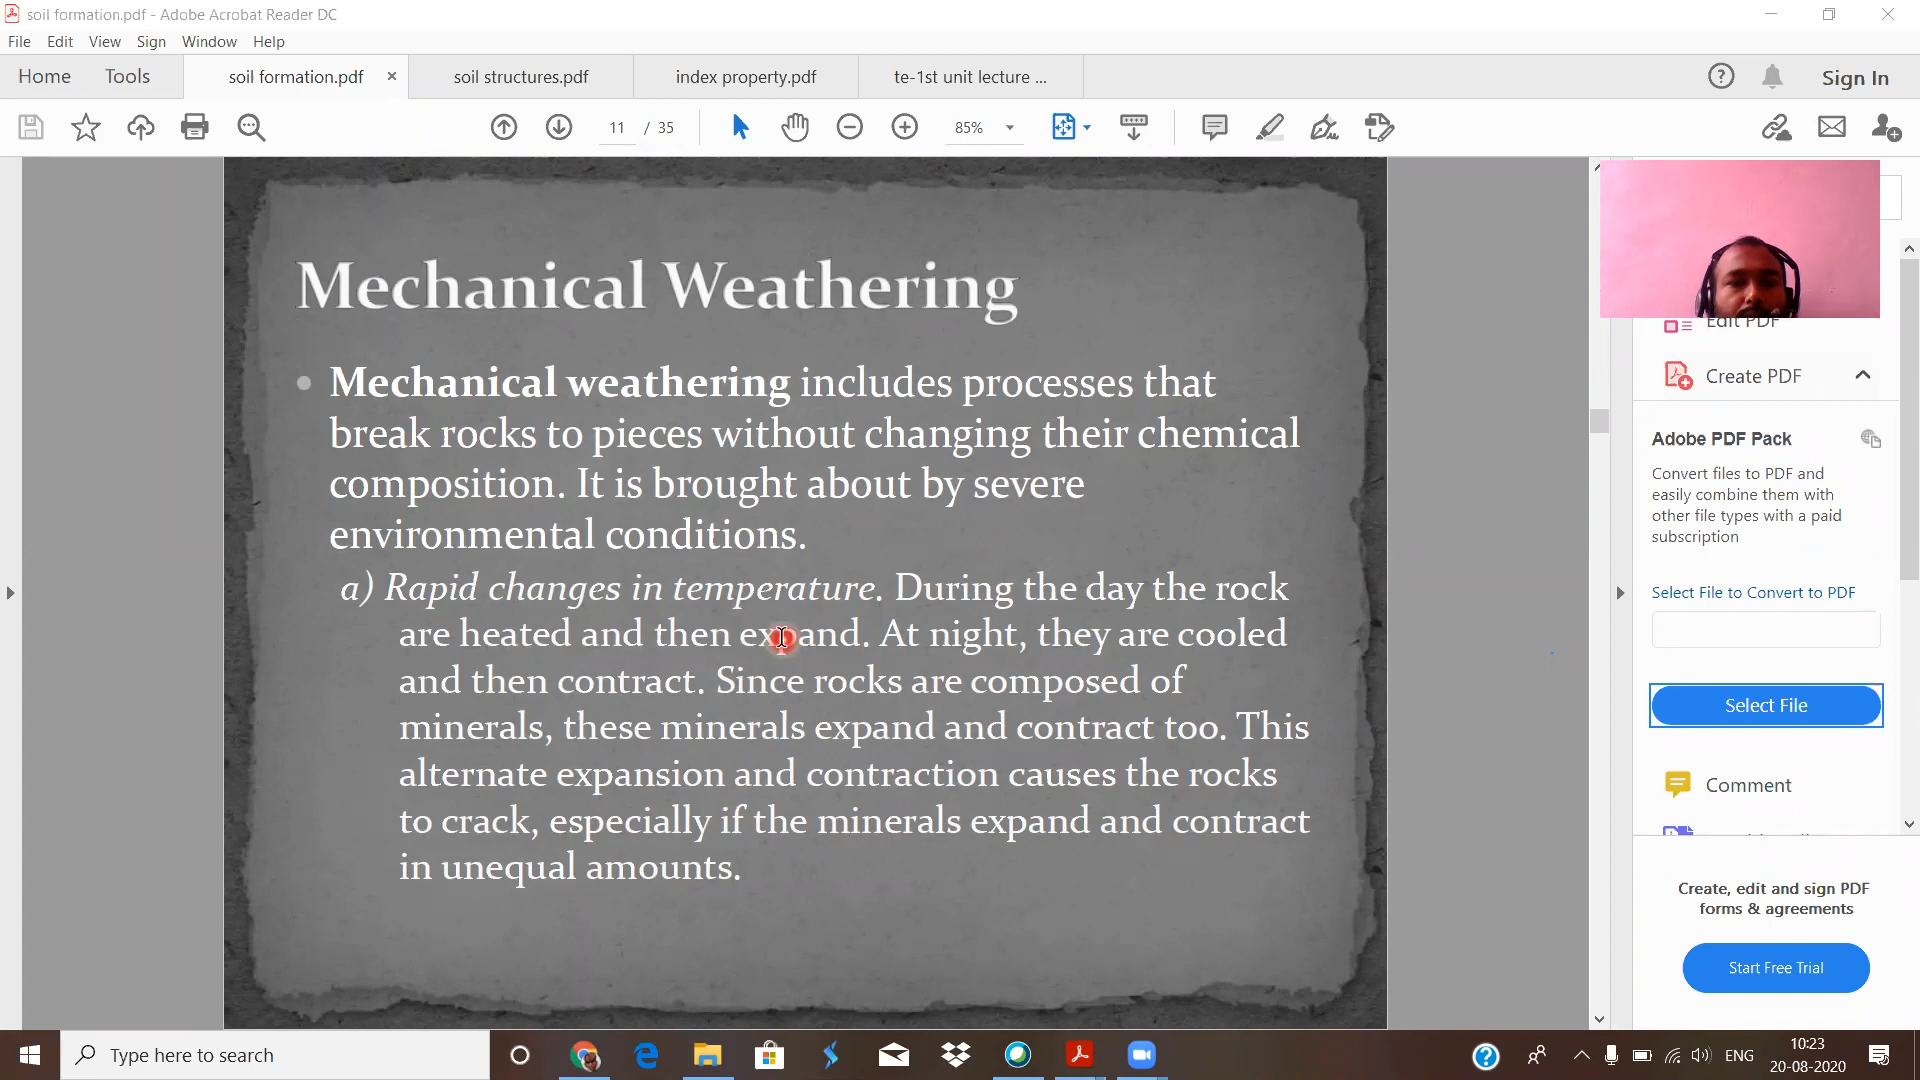 soil formation.pdf - Adobe Acrobat Reader DC
File Edit View Sign Window Help
Home Tools soil formation.pdf × soil structures.pdf index property.pdf te-1st unit lecture ... Sign In
11 / 35 85%
Mechanical Weathering
Mechanical weathering includes processes that
break rocks to pieces without changing their chemical
composition. It is brought about by severe
environmental conditions.
a) Rapid changes in temperature. During the day the rock
are heated and then expand. At night, they are cooled
and then contract. Since rocks are composed of
minerals, these minerals expand and contract too. This
alternate expansion and contraction causes the rocks
to crack, especially if the minerals expand and contract
in unequal amounts.
Edit PDF
Create PDF
Adobe PDF Pack
Convert files to PDF and
easily combine them with
other file types with a paid
subscription
Select File to Convert to PDF
Select File
Comment
Create, edit and sign PDF
forms & agreements
Start Free Trial
Type here to search
ENG
10:23
20-08-2020